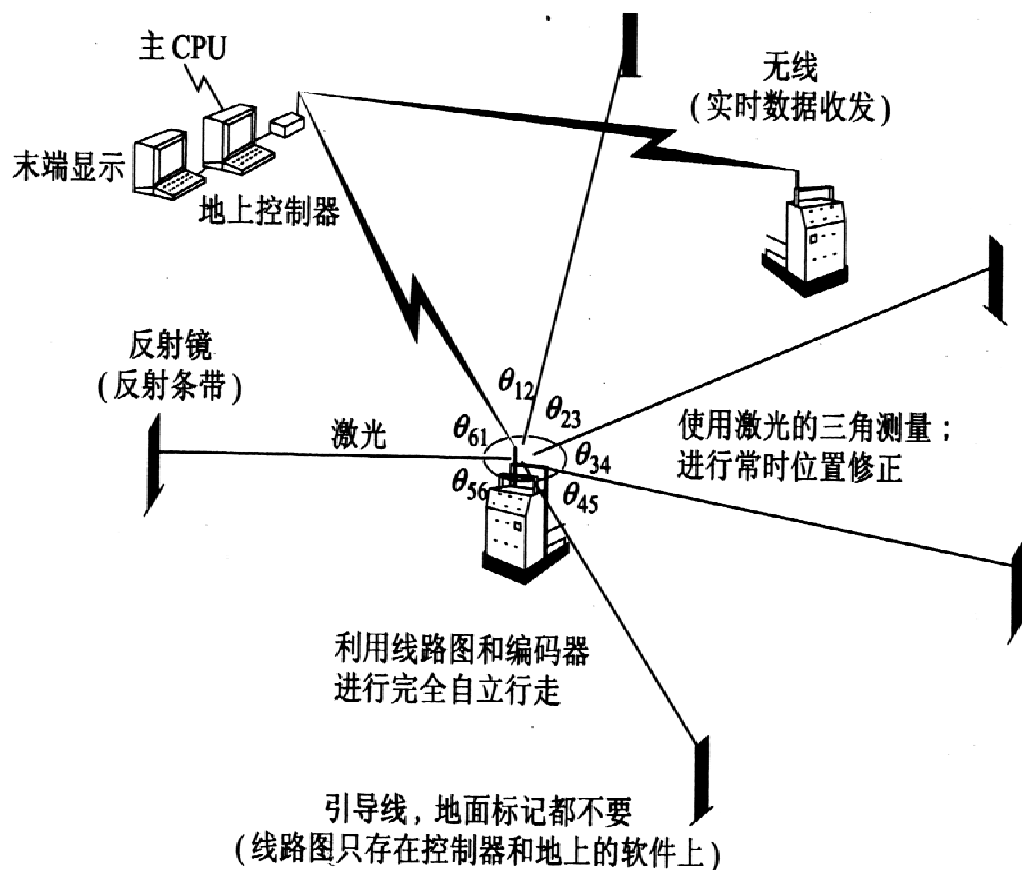 主CPU
无线
(实时数据收发)
末端显示
地上控制器
反射镜
(反射条带)
激光
θ12
θ23
θ61
θ34
θ56
θ45
使用激光的三角测量；
进行常时位置修正
利用线路图和编码器
进行完全自立行走
引导线，地面标记都不要
(线路图只存在控制器和地上的软件上)